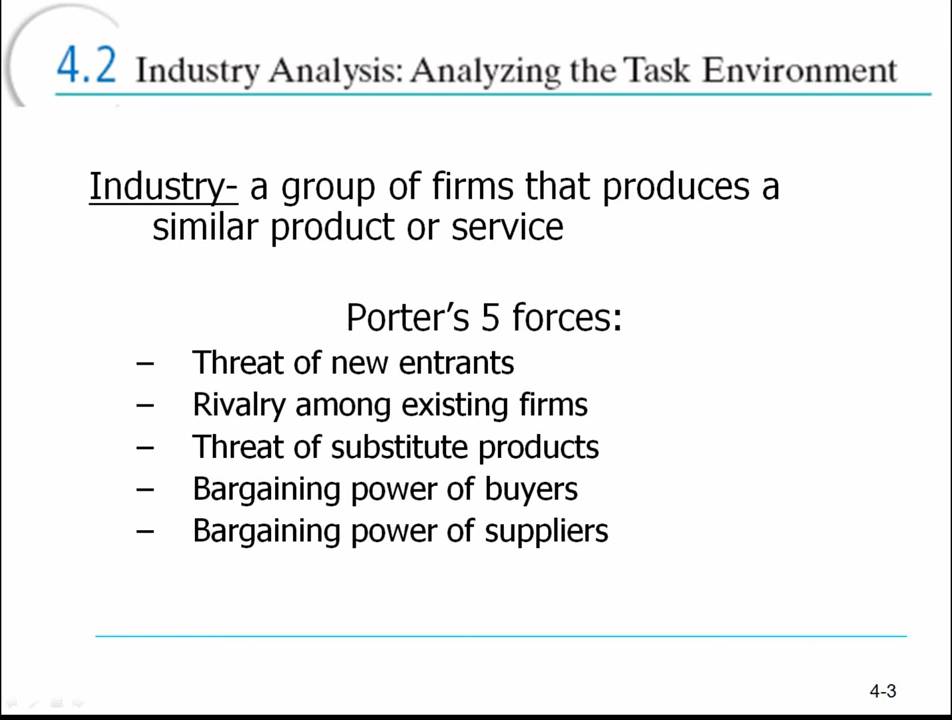 4.2 Industry Analysis: Analyzing the Task Environment
Industry- a group of firms that produces a
similar product or service
Porter's 5 forces:
– Threat of new entrants
– Rivalry among existing firms
– Threat of substitute products
– Bargaining power of buyers
– Bargaining power of suppliers
4-3